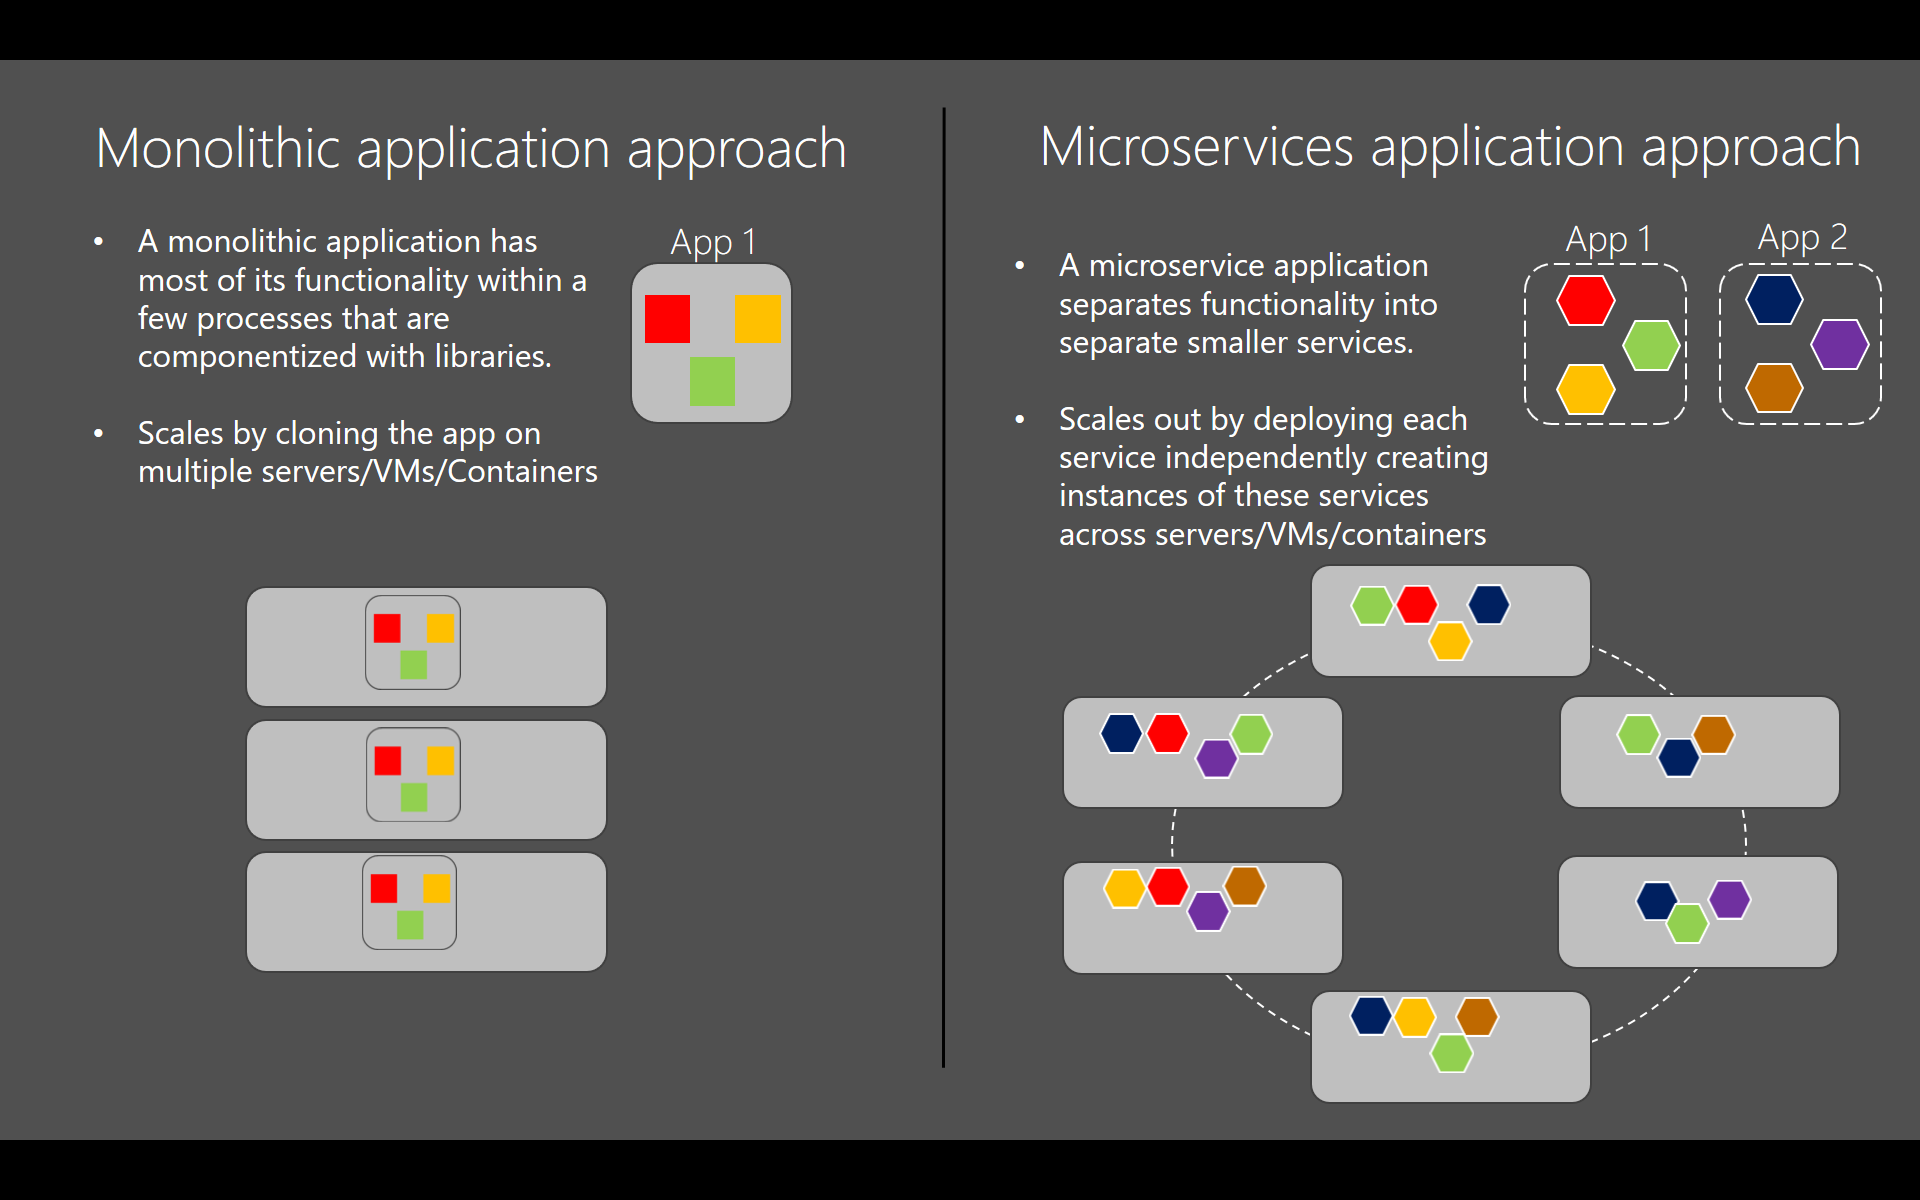 Monolithic application approach
• A monolithic application has
most of its functionality within a
few processes that are
componentized with libraries.
• Scales by cloning the app on
multiple servers/VMs/Containers
App 1
Microservices application approach
• A microservice application
separates functionality into
separate smaller services.
• Scales out by deploying each
service independently creating
instances of these services
across servers/VMs/containers
App 1
App 2